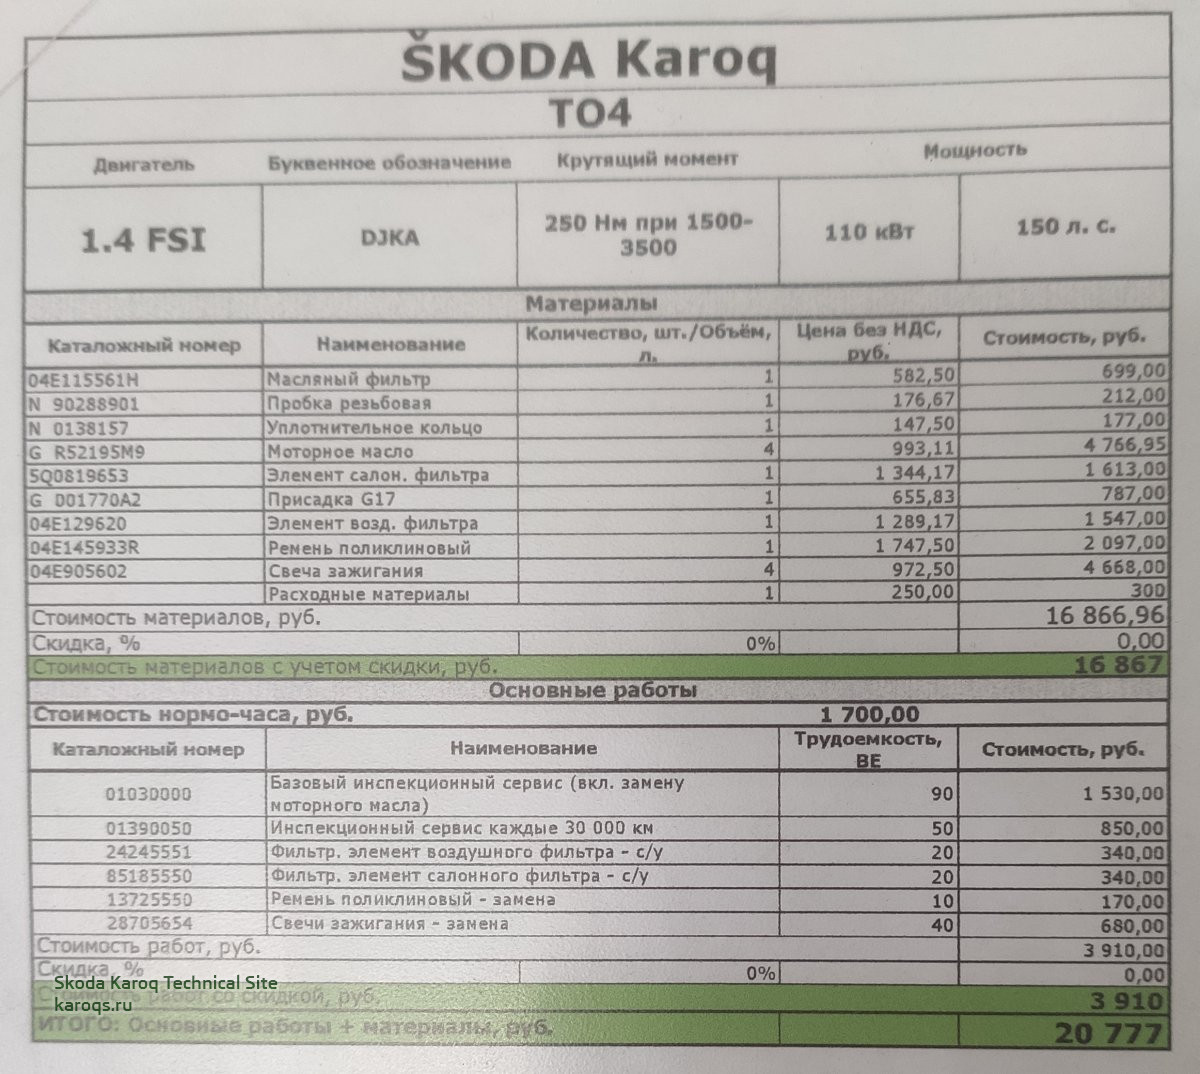 ŠKODA Karoq
ТО4
Двигатель Буквенное обозначение Крутящий момент Мощность
1.4 FSI DJKA 250 Нм при 1500-3500 110 кВт 150 л. с.
Материалы
Каталожный номер Наименование Количество, шт./Объём, л. Цена без НДС, руб. Стоимость, руб.
04E115561H Масляный фильтр 1 582,50 699,00
N 90288901 Пробка резьбовая 1 176,67 212,00
N 0138157 Уплотнительное кольцо 1 147,50 177,00
G R52195M9 Моторное масло 4 993,11 4 766,95
5Q0819653 Элемент салон. фильтра 1 1 344,17 1 613,00
G 001770A2 Присадка G17 1 655,83 787,00
04E129620 Элемент возд. фильтра 1 1 289,17 1 547,00
04E145933R Ремень поликлиновый 1 1 747,50 2 097,00
04E905602 Свеча зажигания 4 972,50 4 668,00
Расходные материалы 1 250,00 300
Стоимость материалов, руб. 16 866,96
Скидка, % 0% 0,00
Стоимость материалов с учетом скидки, руб. 16 867
Основные работы
Стоимость нормо-часа, руб. 1 700,00
Каталожный номер Наименование Трудоемкость, ВЕ Стоимость, руб.
01030000 Базовый инспекционный сервис (вкл. замену моторного масла) 90 1 530,00
01390050 Инспекционный сервис каждые 30 000 км 50 850,00
24245551 Фильтр. элемент воздушного фильтра - с/у 20 340,00
85185550 Фильтр. элемент салонного фильтра - с/у 20 340,00
13725550 Ремень поликлиновый - замена 10 170,00
28705654 Свечи зажигания - замена 40 680,00
Стоимость работ, руб. 3 910,00
Скидка, % 0% 0,00
Skoda Karoq Technical Site
Стоимость работ со скидкой, руб. 3 910
karoqs.ru
ИТОГО: Основные работы + материалы, руб. 20 777